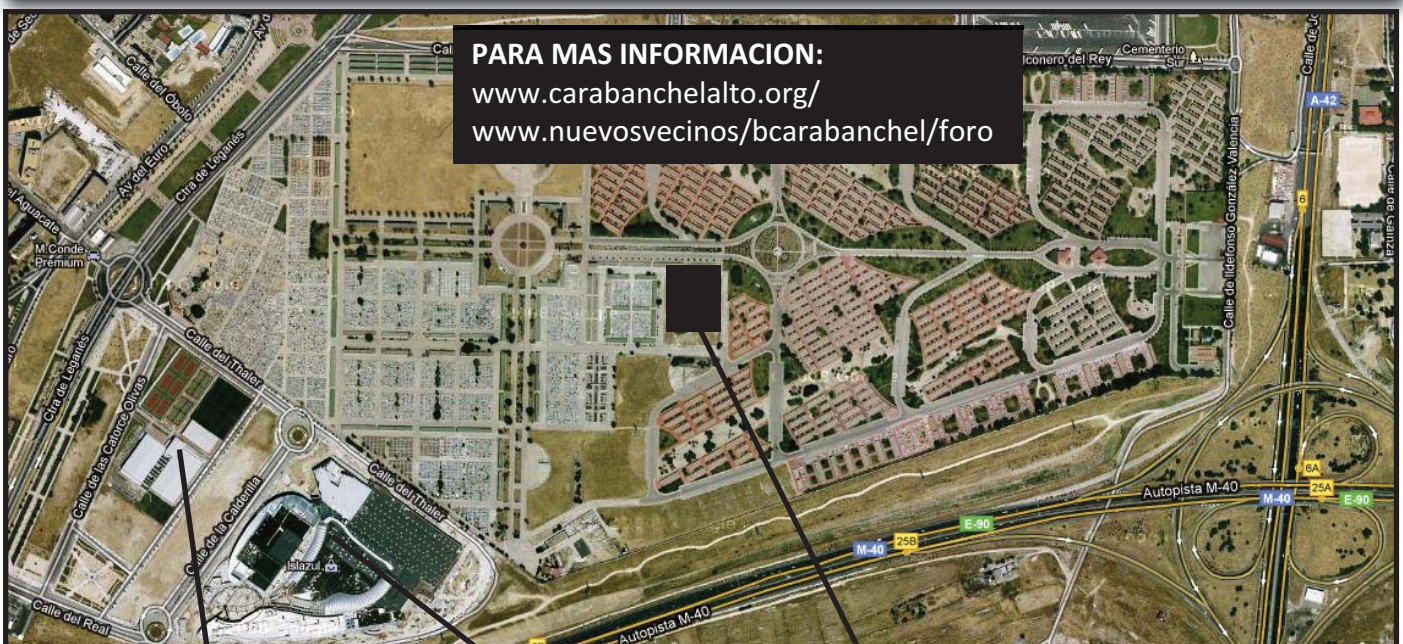 PARA MAS INFORMACION:
www.carabanchelalto.org/
www.nuevosvecinos/bcarabanchel/foro
Calle del Óbolo
Av del Euro
Ctra de Leganés
Aguacate
M.Conde
Premium
Cementerio
Sur
lconero del Rey
A-42
6
Calle de Ildefonso González Valencia
Calle del Thaler
Ctra de Leganés
Calle de las Catorce Olivas
Calle de la Calderilla
Calle del Thaler
Islazul
Calle del Real
6A
25A
Autopista M-40
M-40
E-90
E-90
25B
M-40
Autopista M-40